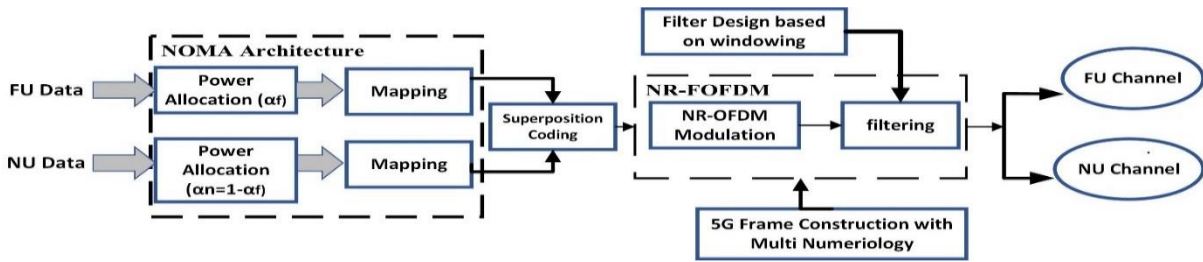 NOMA Architecture
FU Data
Power
Allocation (αf)
Mapping
NU Data
Power
Allocation
(αn=1-αf)
Mapping
Superposition
Coding
Filter Design based
on windowing
NR-FOFDM
NR-OFDM
Modulation
filtering
5G Frame Construction with
Multi Numeriology
FU Channel
NU Channel